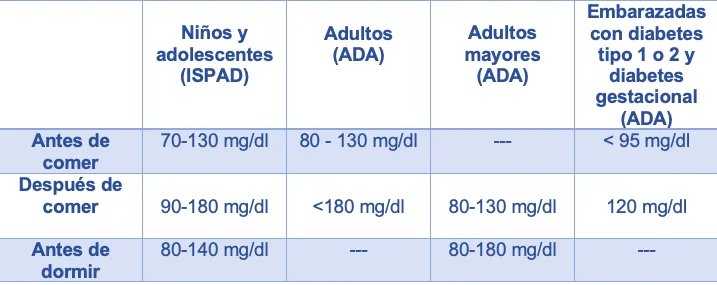 Niños y adolescentes (ISPAD) Adultos (ADA) Adultos mayores (ADA) Embarazadas con diabetes tipo 1 o 2 y diabetes gestacional (ADA)
Antes de comer 70-130 mg/dl 80 - 130 mg/dl --- < 95 mg/dl
Después de comer 90-180 mg/dl <180 mg/dl 80-130 mg/dl 120 mg/dl
Antes de dormir 80-140 mg/dl --- 80-180 mg/dl ---